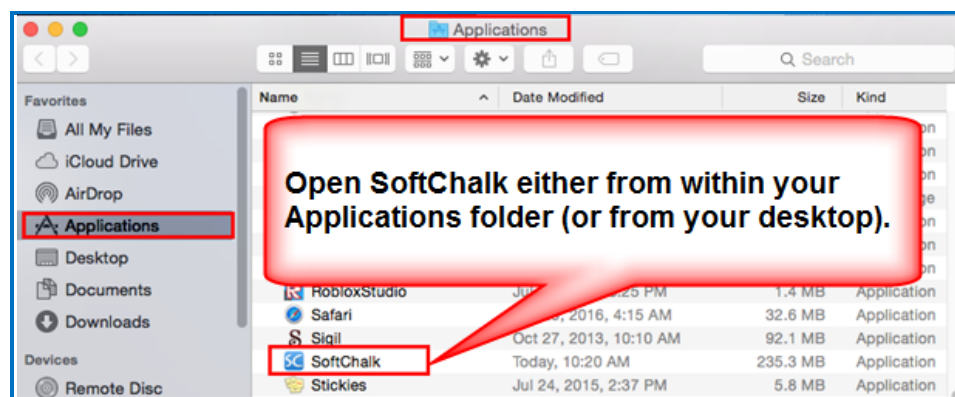 Applications
Search
Favorites
All My Files
iCloud Drive
AirDrop
Applications
Desktop
Documents
Downloads
Devices
Remote Disc
Name Date Modified Size Kind
Open SoftChalk either from within your
Applications folder (or from your desktop).
RobloxStudio 1.4 MB Application
Safari 2016, 4:15 AM 32.6 MB Application
Sigil Oct 27, 2013, 10:10 AM 92.1 MB Application
SoftChalk Today, 10:20 AM 235.3 MB Application
Stickies Jul 24, 2015, 2:37 PM 5.8 MB Application